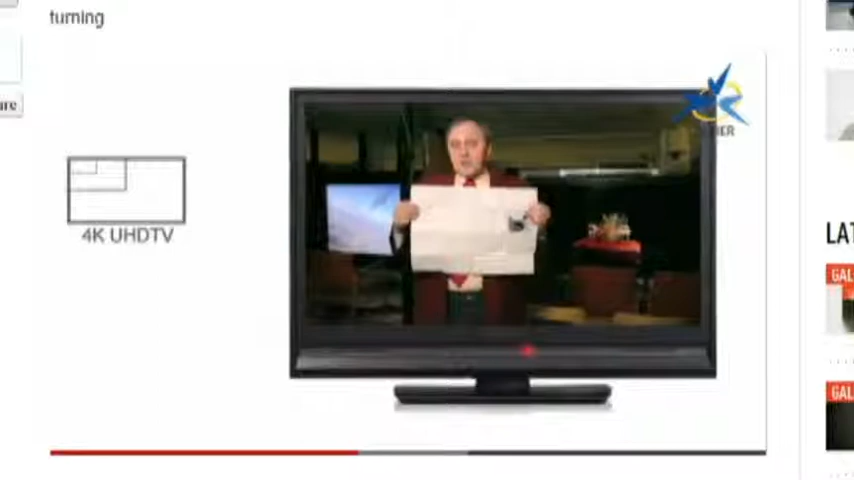 turning
4K UHDTV
LAT
GAL
GAL